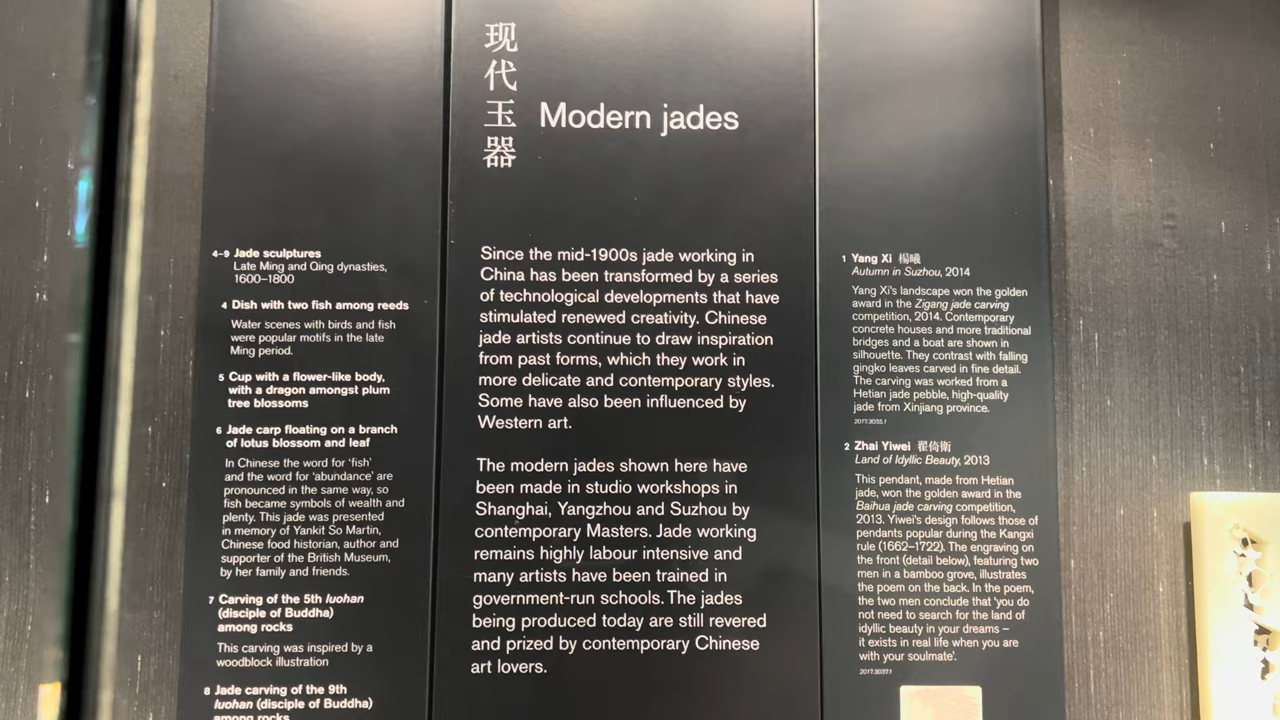 4–9 Jade sculptures
Late Ming and Qing dynasties,
1600–1800
4 Dish with two fish among reeds
Water scenes with birds and fish
were popular motifs in the late
Ming period.
5 Cup with a flower-like body,
with a dragon amongst plum
tree blossoms
6 Jade carp floating on a branch
of lotus blossom and leaf
In Chinese the word for ‘fish’
and the word for ‘abundance’ are
pronounced in the same way, so
fish became symbols of wealth and
plenty. This jade was presented
in memory of Yankit So Martin,
Chinese food historian, author and
supporter of the British Museum,
by her family and friends.
7 Carving of the 5th luohan
(disciple of Buddha)
among rocks
This carving was inspired by a
woodblock illustration
8 Jade carving of the 9th
luohan (disciple of Buddha)
among rocks
现代玉器
Modern jades
Since the mid-1900s jade working in
China has been transformed by a series
of technological developments that have
stimulated renewed creativity. Chinese
jade artists continue to draw inspiration
from past forms, which they work in
more delicate and contemporary styles.
Some have also been influenced by
Western art.
The modern jades shown here have
been made in studio workshops in
Shanghai, Yangzhou and Suzhou by
contemporary Masters. Jade working
remains highly labour intensive and
many artists have been trained in
government-run schools. The jades
being produced today are still revered
and prized by contemporary Chinese
art lovers.
1 Yang Xi 楊曦
Autumn in Suzhou, 2014
Yang Xi's landscape won the golden
award in the Zigang jade carving
competition, 2014. Contemporary
concrete houses and more traditional
bridges and a boat are shown in
silhouette. They contrast with falling
gingko leaves carved in fine detail.
The carving was worked from a
Hetian jade pebble, high-quality
jade from Xinjiang province.
2017,3035.1
2 Zhai Yiwei 翟倚衛
Land of Idyllic Beauty, 2013
This pendant, made from Hetian
jade, won the golden award in the
Baihua jade carving competition,
2013. Yiwei's design follows those of
pendants popular during the Kangxi
rule (1662–1722). The engraving on
the front (detail below), featuring two
men in a bamboo grove, illustrates
the poem on the back. In the poem,
the two men conclude that 'you do
not need to search for the land of
idyllic beauty in your dreams –
it exists in real life when you are
with your soulmate'.
2017,3037.1